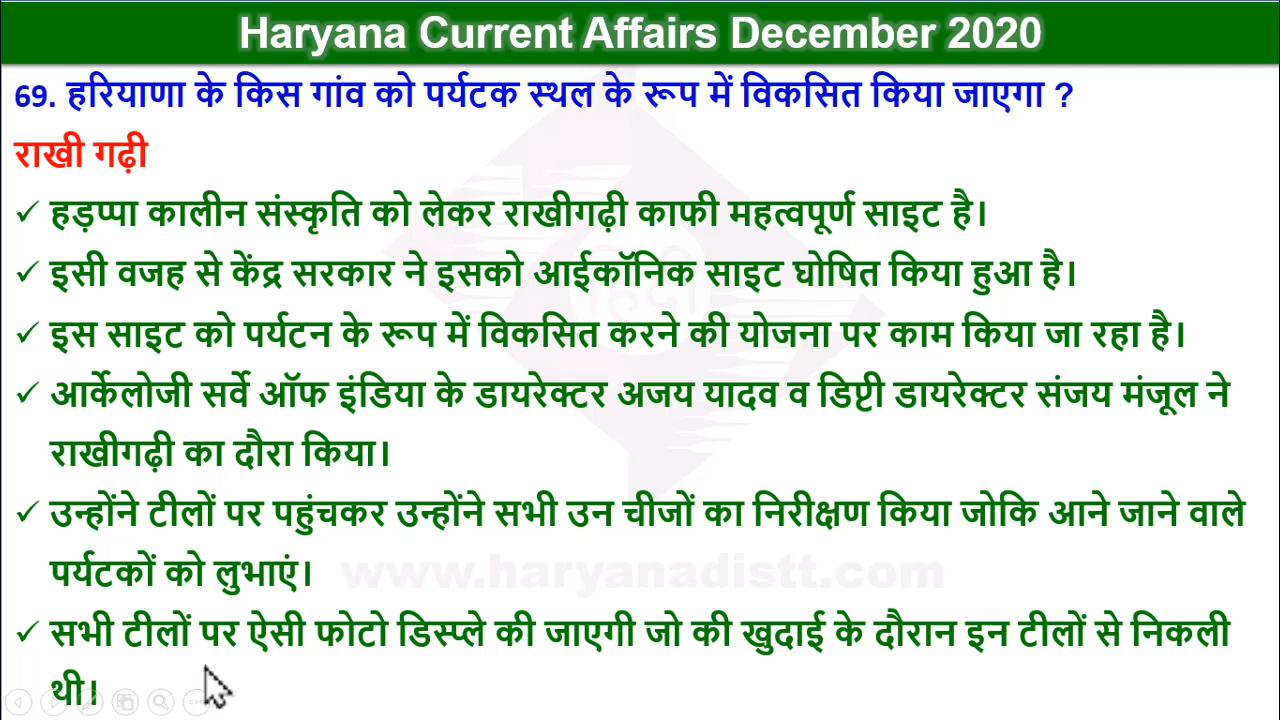 Haryana Current Affairs December 2020
69. हरियाणा के किस गांव को पर्यटक स्थल के रूप में विकसित किया जाएगा ?
राखी गढ़ी
✓ हड़प्पा कालीन संस्कृति को लेकर राखीगढ़ी काफी महत्वपूर्ण साइट है।
✓ इसी वजह से केंद्र सरकार ने इसको आईकॉनिक साइट घोषित किया हुआ है।
✓ इस साइट को पर्यटन के रूप में विकसित करने की योजना पर काम किया जा रहा है।
✓ आर्केलोजी सर्वे ऑफ इंडिया के डायरेक्टर अजय यादव व डिप्टी डायरेक्टर संजय मंजूल ने
राखीगढ़ी का दौरा किया।
✓ उन्होंने टीलों पर पहुंचकर उन्होंने सभी उन चीजों का निरीक्षण किया जोकि आने जाने वाले
पर्यटकों को लुभाएं।
www.haryanadistt.com
✓ सभी टीलों पर ऐसी फोटो डिस्प्ले की जाएगी जो की खुदाई के दौरान इन टीलों से निकली
थी।